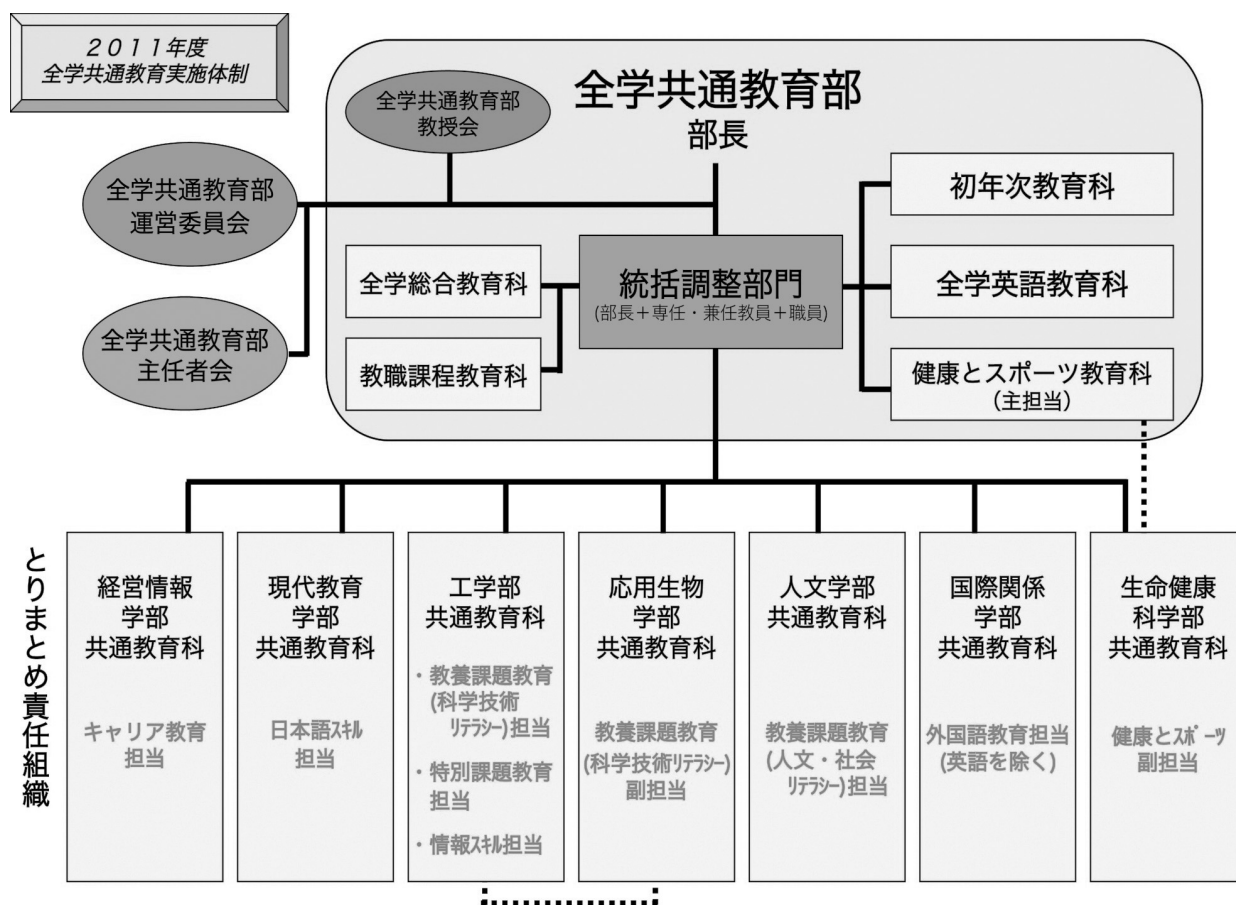 ２０１１年度
全学共通教育実施体制
全学共通教育部
部長
全学共通教育部
教授会
全学共通教育部
運営委員会
全学共通教育部
主任者会
全学総合教育科
教職課程教育科
統括調整部門
(部長＋専任・兼任教員＋職員)
初年次教育科
全学英語教育科
健康とスポーツ教育科
（主担当）
とりまとめ責任組織
経営情報
学部
共通教育科
キャリア教育
担当
現代教育
学部
共通教育科
日本語ｽｷﾙ
担当
工学部
共通教育科
・教養課題教育
(科学技術
ﾘﾃﾗｼｰ)担当
・特別課題教育
担当
・情報ｽｷﾙ担当
応用生物
学部
共通教育科
教養課題教育
(科学技術ﾘﾃﾗｼｰ)
副担当
人文学部
共通教育科
教養課題教育
(人文・社会
ﾘﾃﾗｼｰ)担当
国際関係
学部
共通教育科
外国語教育担当
(英語を除く)
生命健康
科学部
共通教育科
健康とｽﾎﾟｰﾂ
副担当